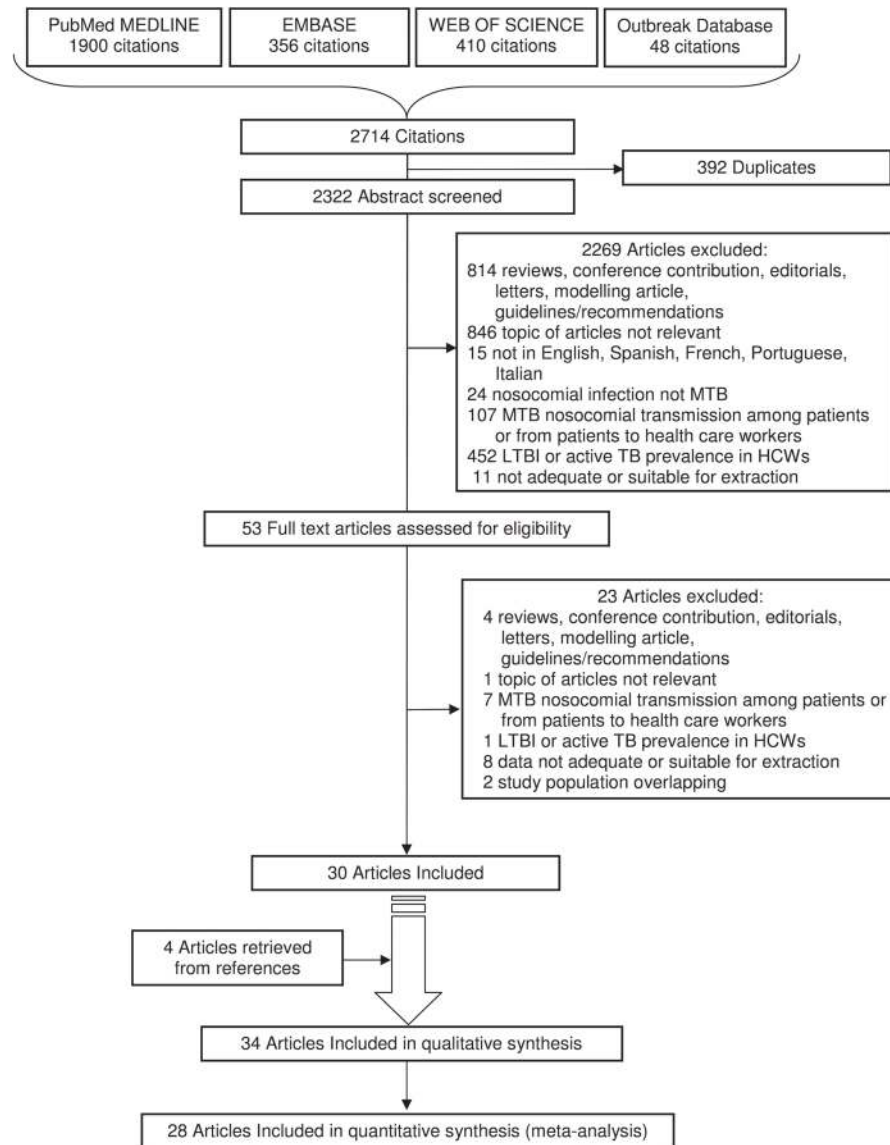 PubMed MEDLINE
1900 citations
EMBASE
356 citations
WEB OF SCIENCE
410 citations
Outbreak Database
48 citations
2714 Citations
392 Duplicates
2322 Abstract screened
2269 Articles excluded:
814 reviews, conference contribution, editorials,
letters, modelling article,
guidelines/recommendations
846 topic of articles not relevant
15 not in English, Spanish, French, Portuguese,
Italian
24 nosocomial infection not MTB
107 MTB nosocomial transmission among patients
or from patients to health care workers
452 LTBI or active TB prevalence in HCWs
11 not adequate or suitable for extraction
53 Full text articles assessed for eligibility
23 Articles excluded:
4 reviews, conference contribution, editorials,
letters, modelling article,
guidelines/recommendations
1 topic of articles not relevant
7 MTB nosocomial transmission among patients or
from patients to health care workers
1 LTBI or active TB prevalence in HCWs
8 data not adequate or suitable for extraction
2 study population overlapping
30 Articles Included
4 Articles retrieved
from references
34 Articles Included in qualitative synthesis
28 Articles Included in quantitative synthesis (meta-analysis)